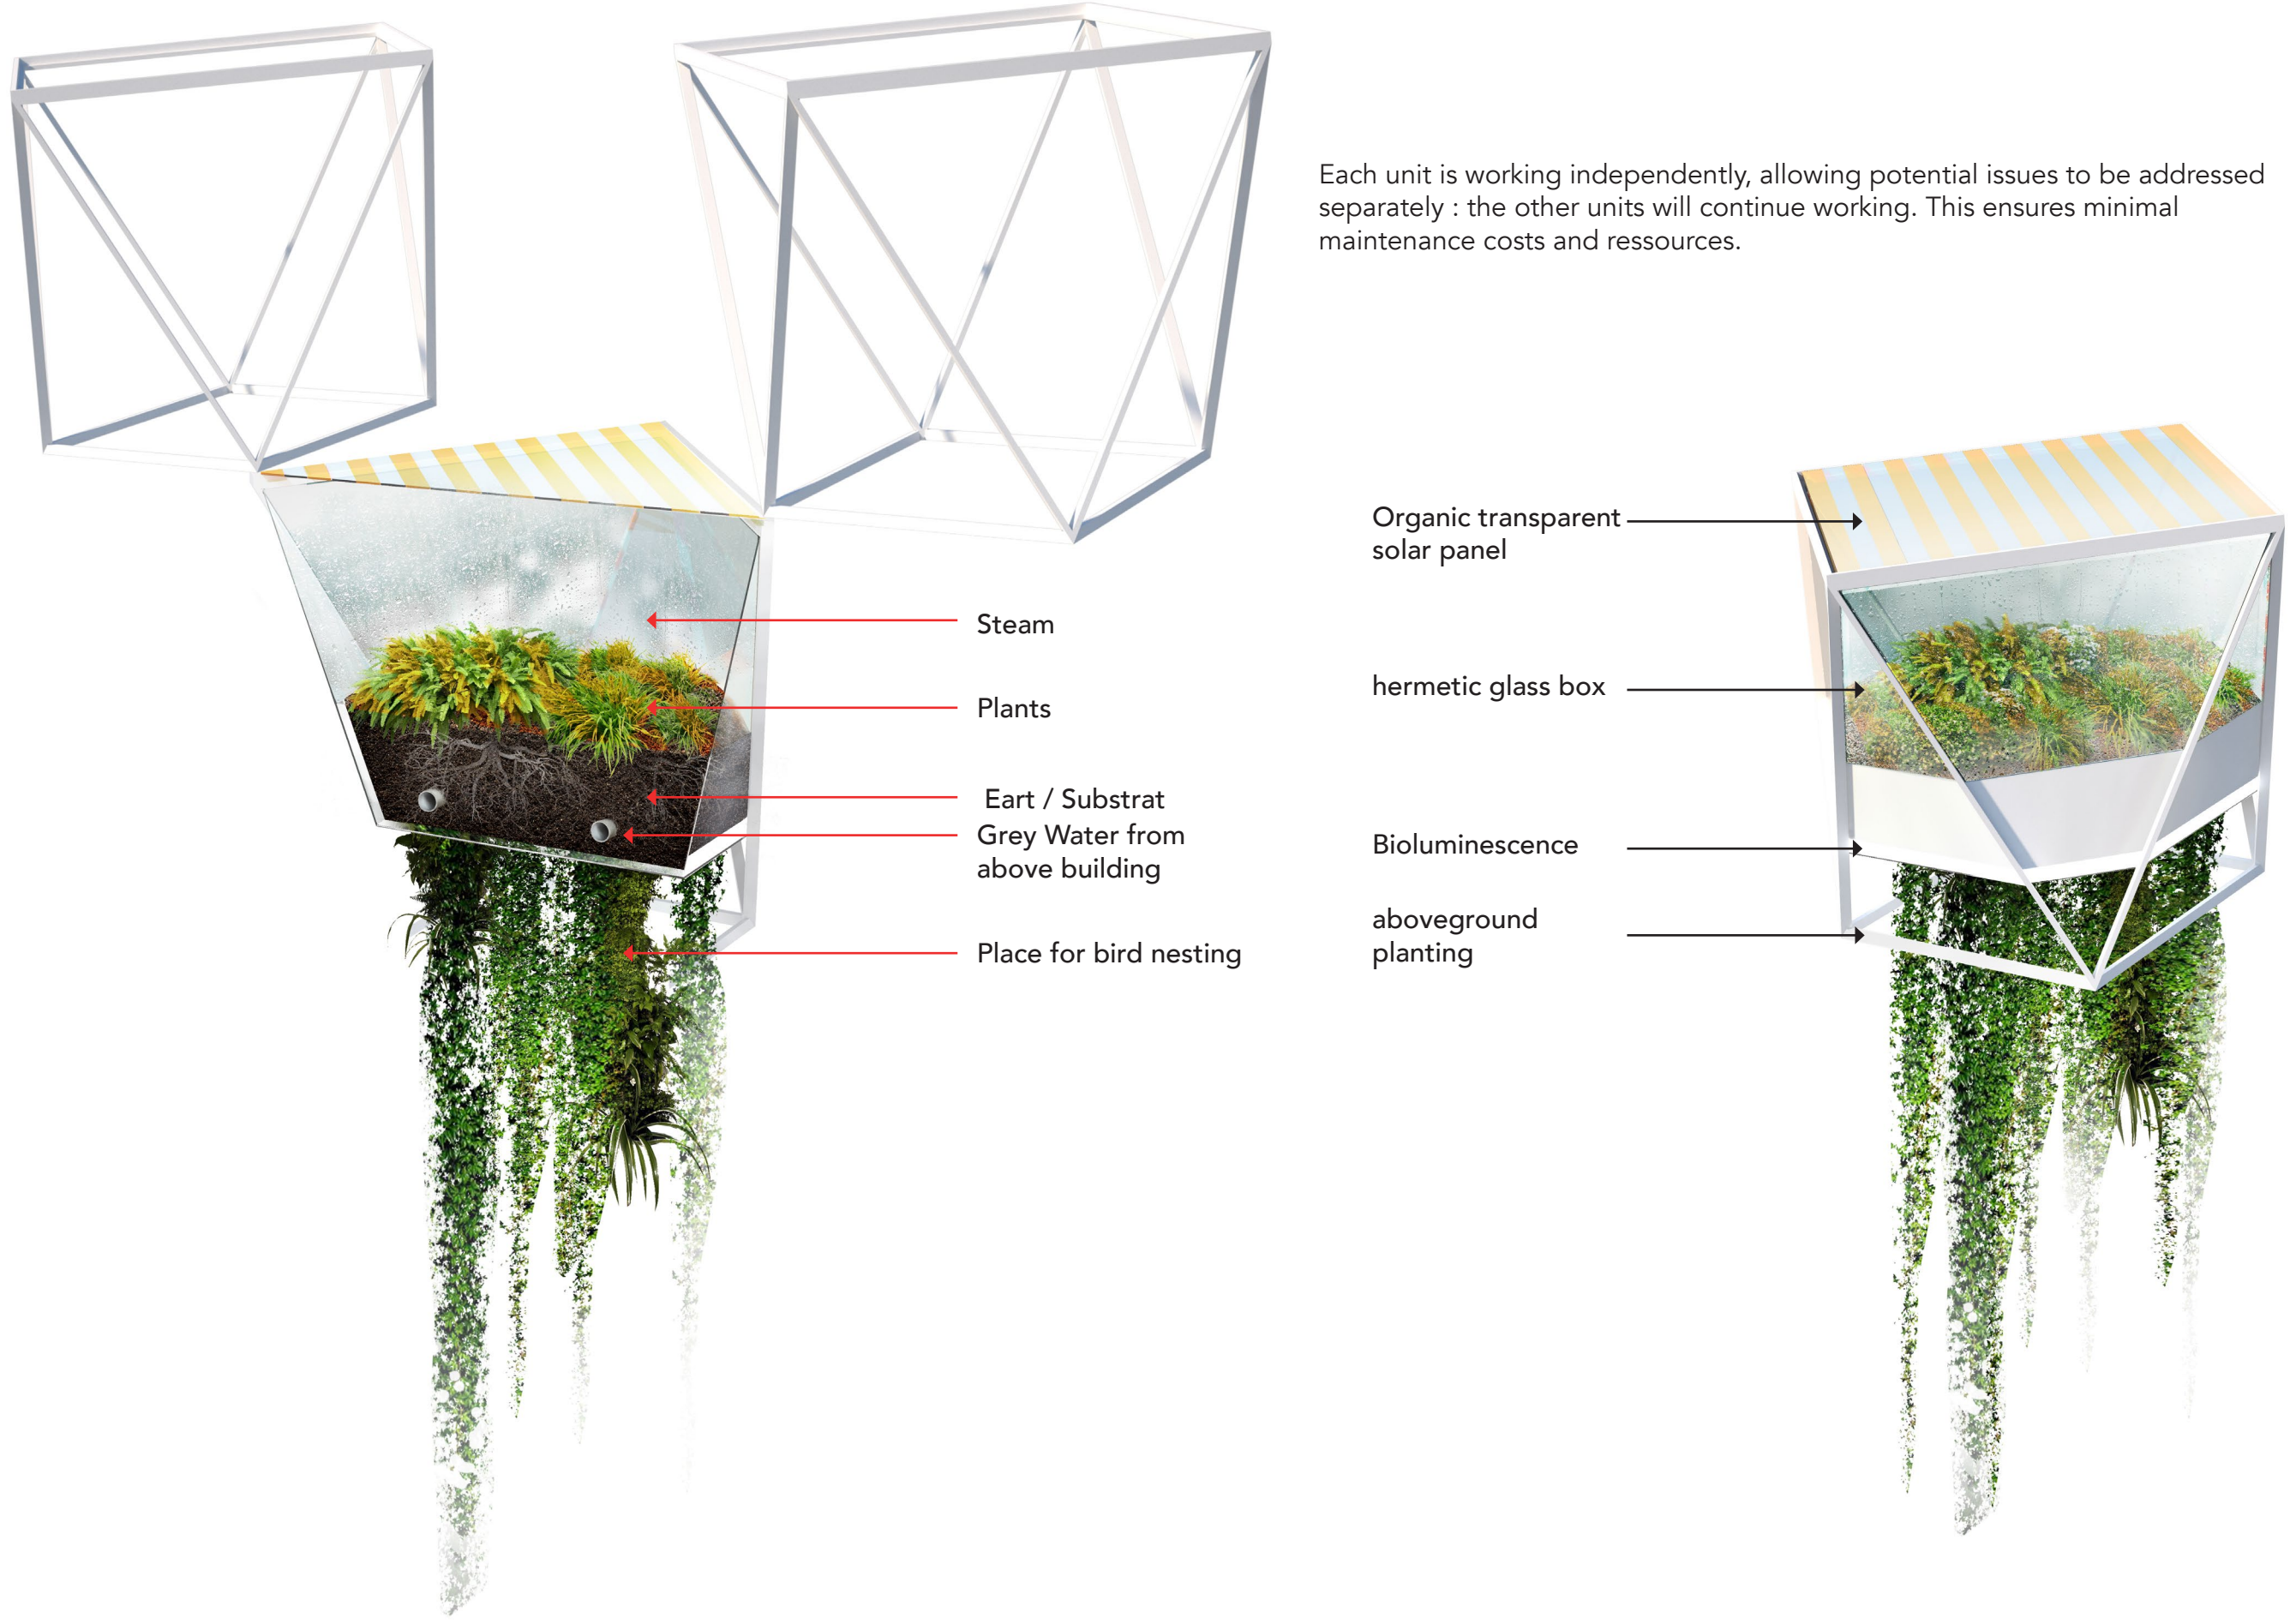 Each unit is working independently, allowing potential issues to be addressed
separately : the other units will continue working. This ensures minimal
maintenance costs and ressources.
Steam
Plants
Eart / Substrat
Grey Water from
above building
Place for bird nesting
Organic transparent
solar panel
hermetic glass box
Bioluminescence
aboveground
planting